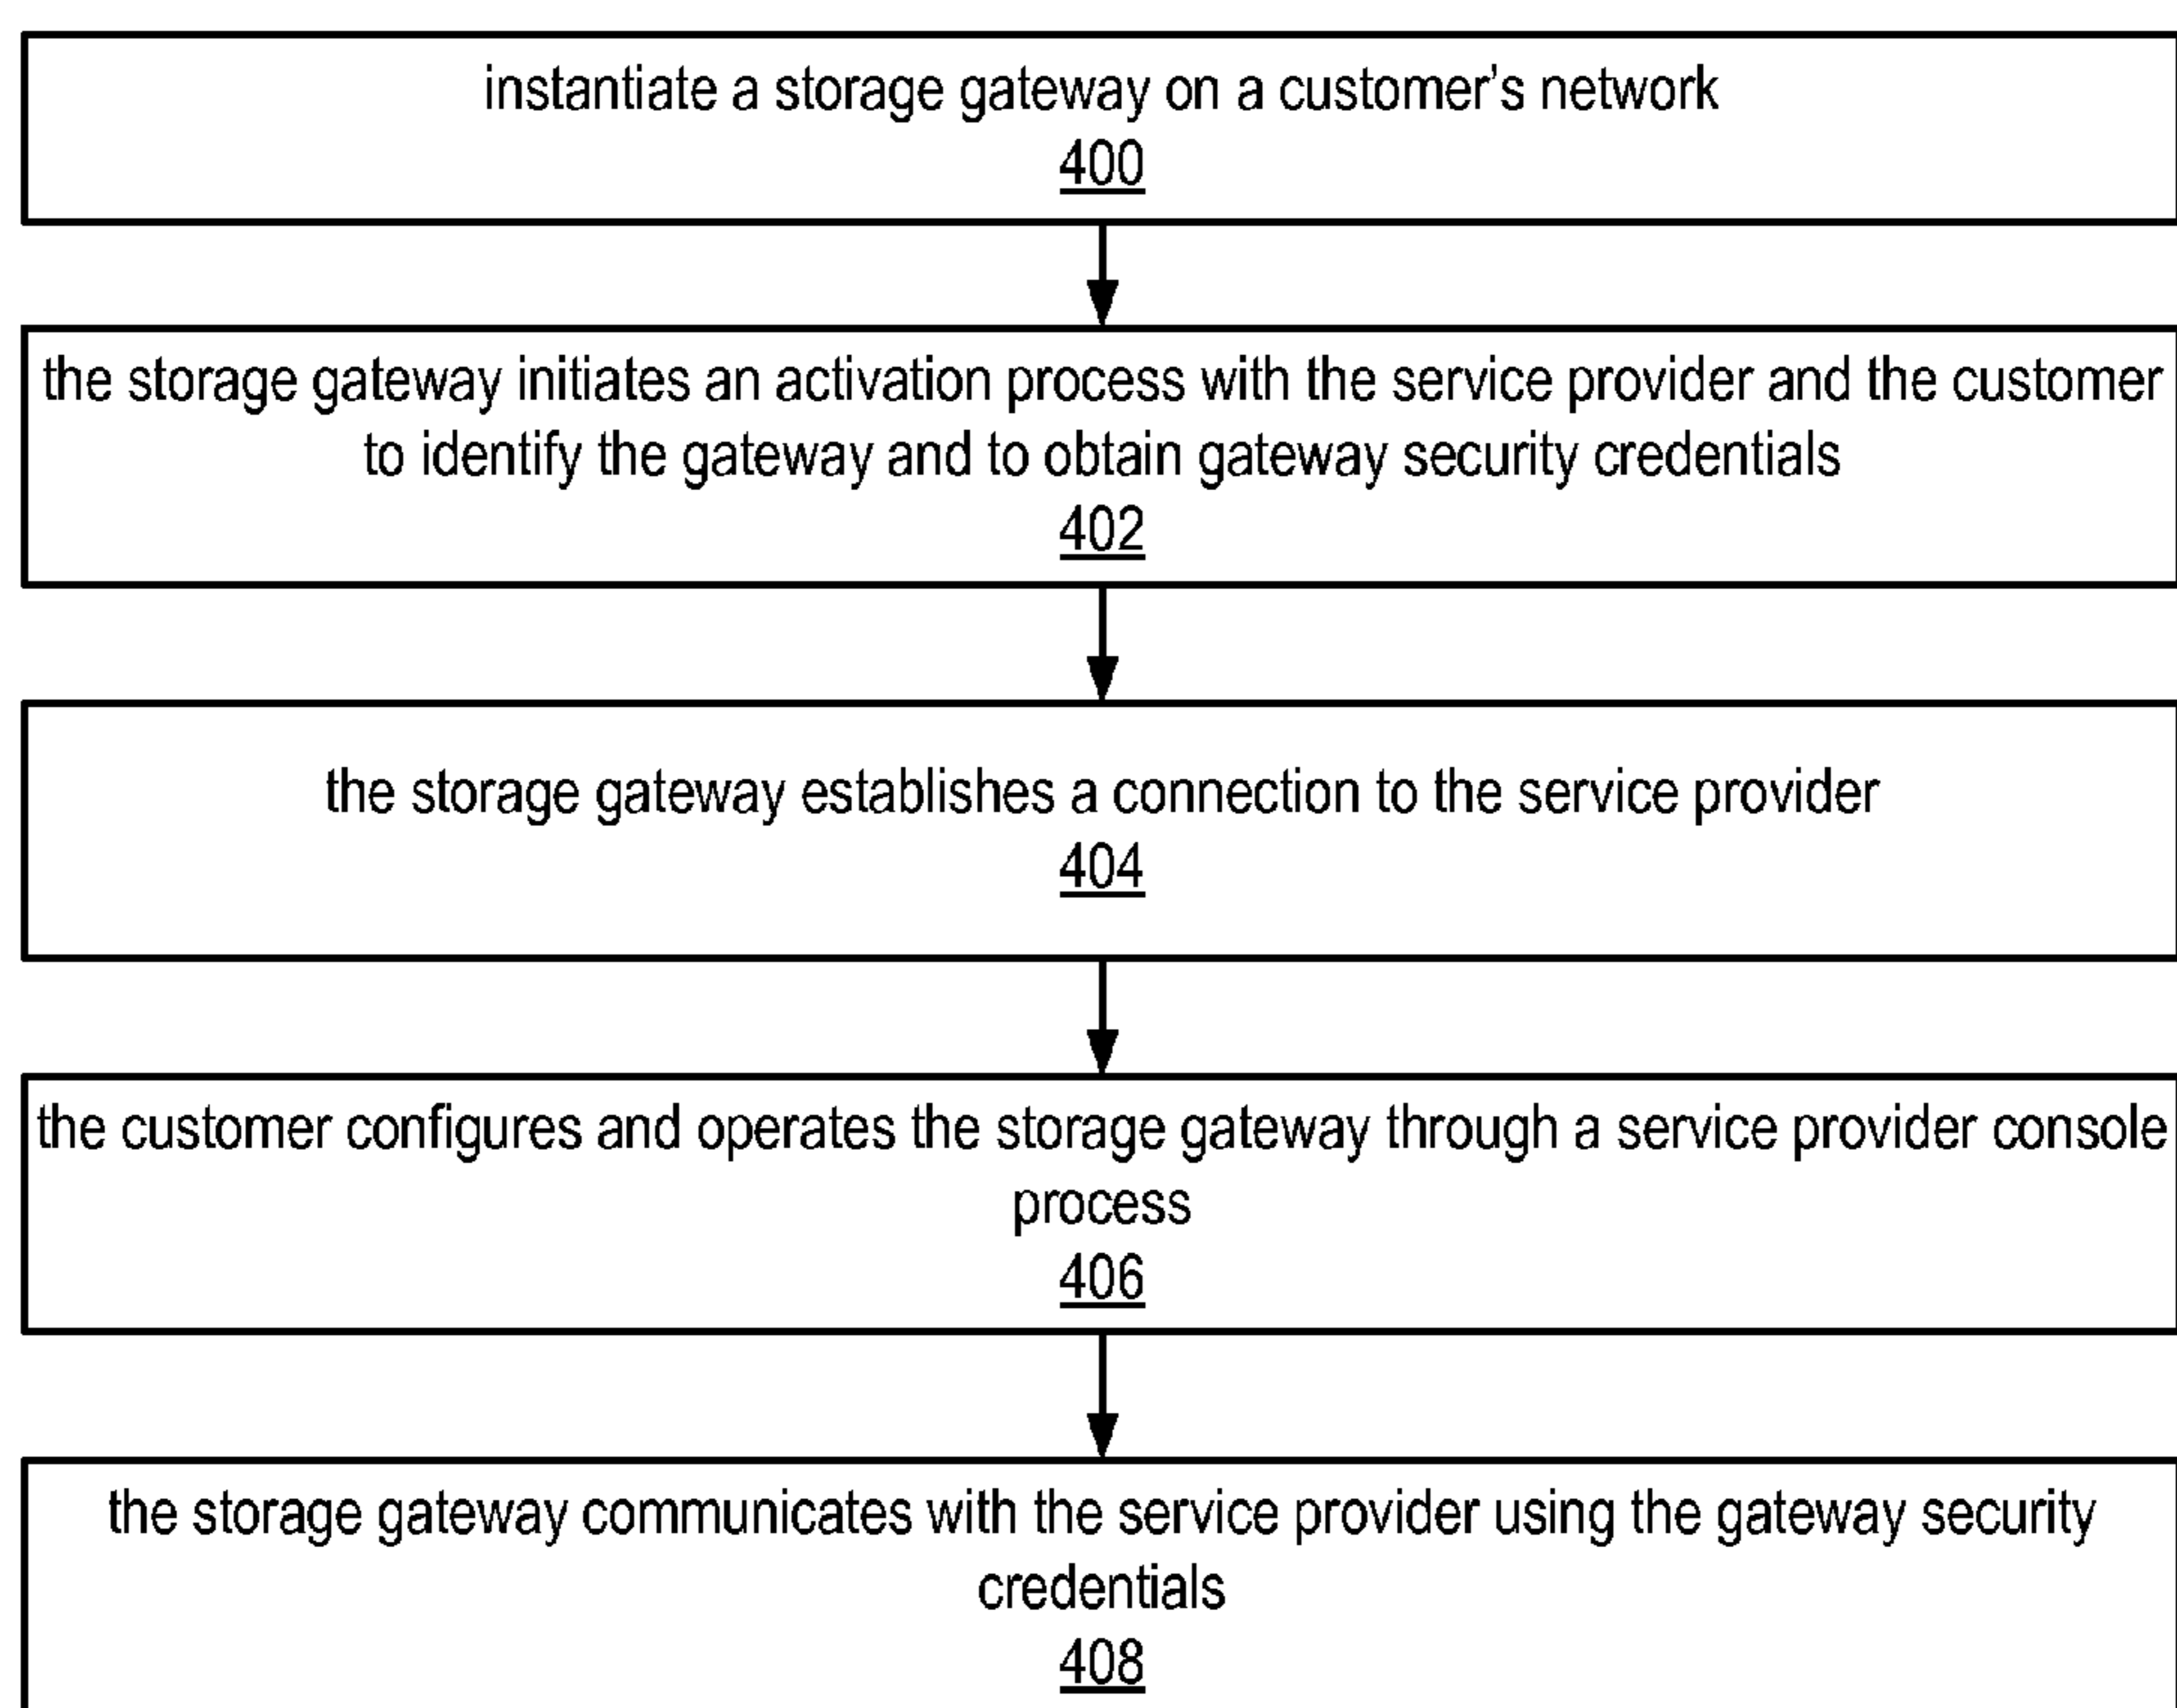 instantiate a storage gateway on a customer’s network
400
the storage gateway initiates an activation process with the service provider and the customer
to identify the gateway and to obtain gateway security credentials
402
the storage gateway establishes a connection to the service provider
404
the customer configures and operates the storage gateway through a service provider console
process
406
the storage gateway communicates with the service provider using the gateway security
credentials
408